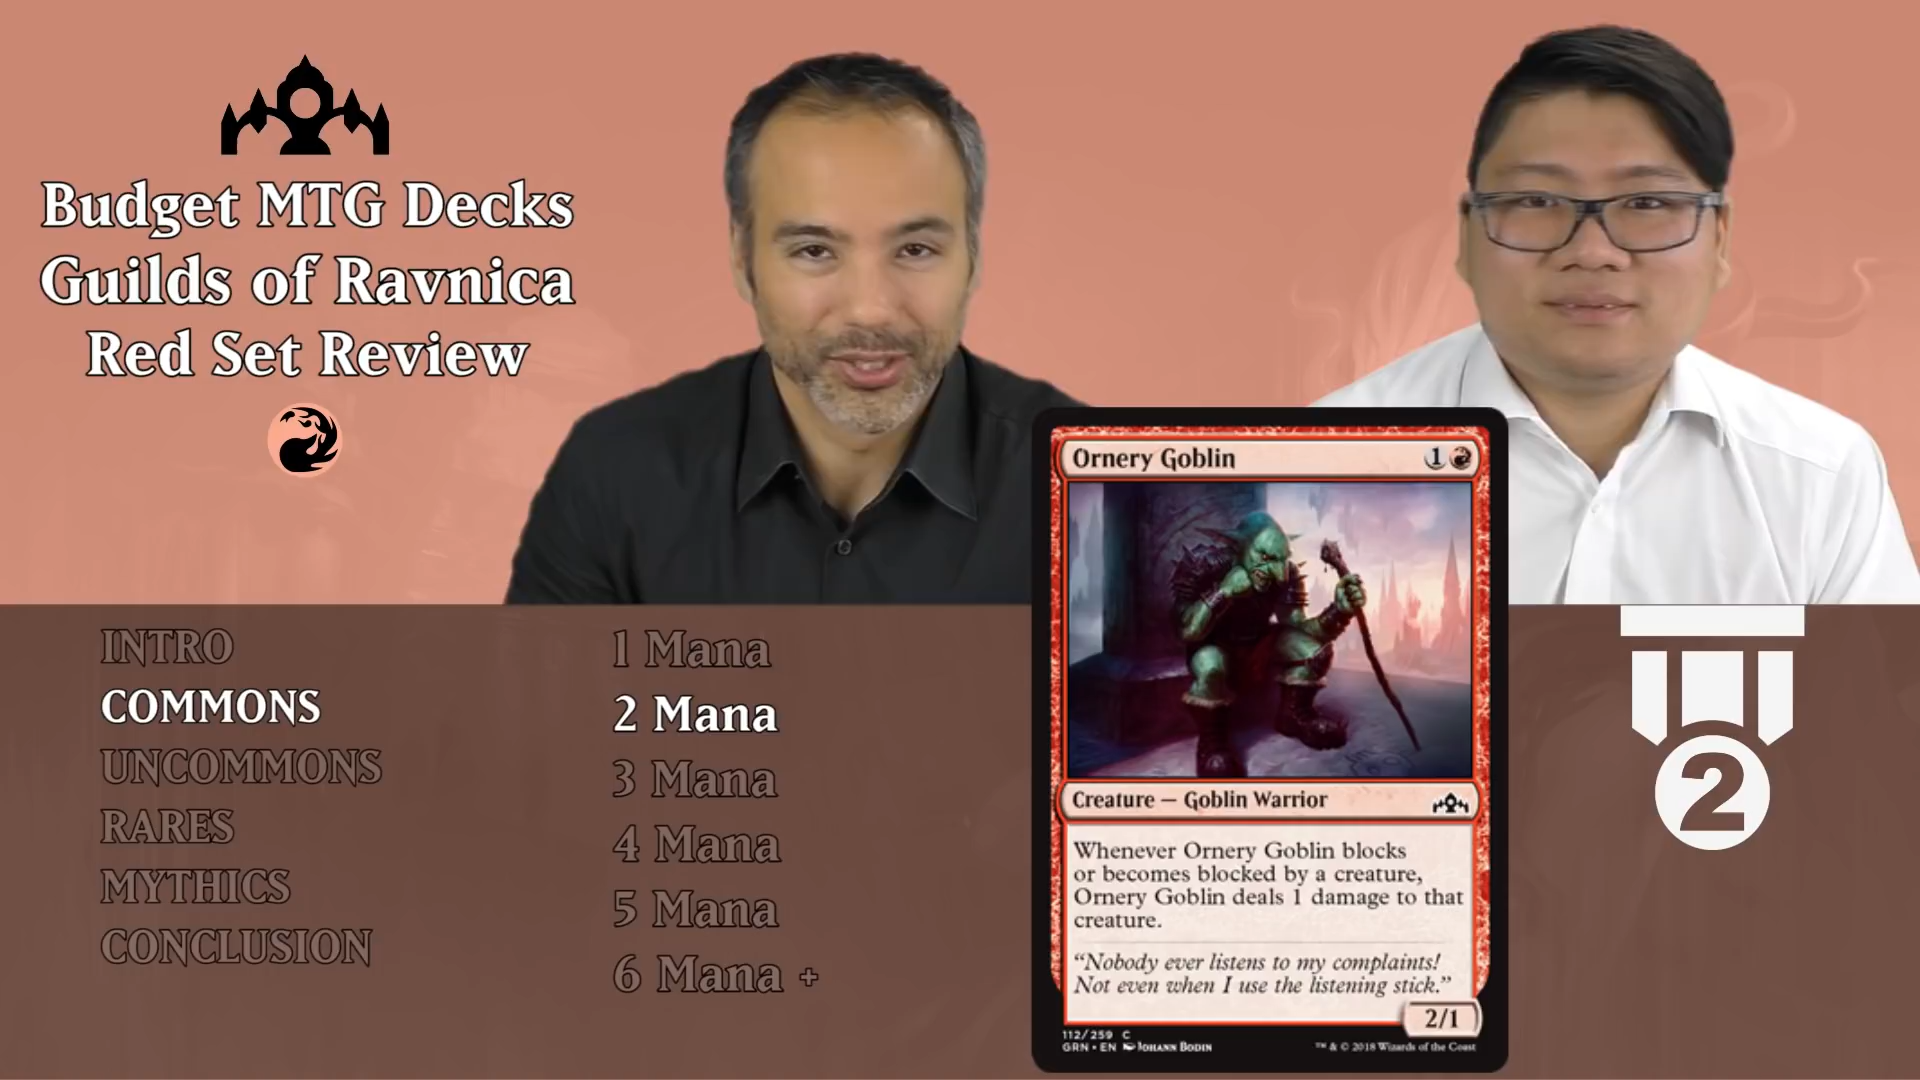 Budget MTG Decks
Guilds of Ravnica
Red Set Review
INTRO
COMMONS
UNCOMMONS
RARES
MYTHICS
CONCLUSION
1 Mana
2 Mana
3 Mana
4 Mana
5 Mana
6 Mana +
Ornery Goblin 1
Creature — Goblin Warrior
Whenever Ornery Goblin blocks
or becomes blocked by a creature,
Ornery Goblin deals 1 damage to that
creature.
“Nobody ever listens to my complaints!
Not even when I use the listening stick.”
2/1
112/259 C
GRN • EN Johann Bodin
™ & © 2018 Wizards of the Coast
2